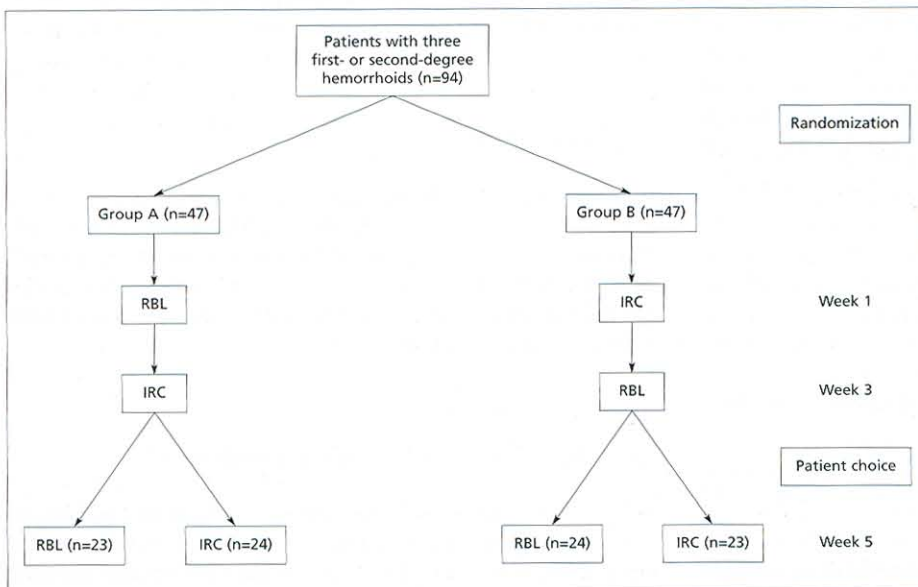 Patients with three
first- or second-degree
hemorrhoids (n=94)
Randomization
Group A (n=47)
Group B (n=47)
RBL
IRC
Week 1
IRC
RBL
Week 3
Patient choice
RBL (n=23)
IRC (n=24)
RBL (n=24)
IRC (n=23)
Week 5